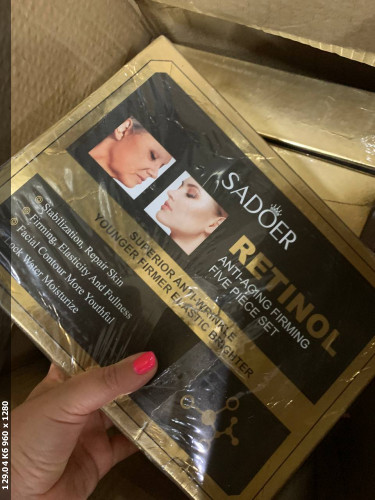 SADOER
RETINOL
ANTI-AGING FIRMING
FIVE PIECE SET
SUPERIOR ANTI-WRINKLE
YOUNGER FIRMER ELASTIC BRIGHTER
Stabilization, Repair Skin
Firming, Elasticity And Fullness
Facial Contour More Youthful
Lock Water Moisturize
129.04 K6 960 x 1280